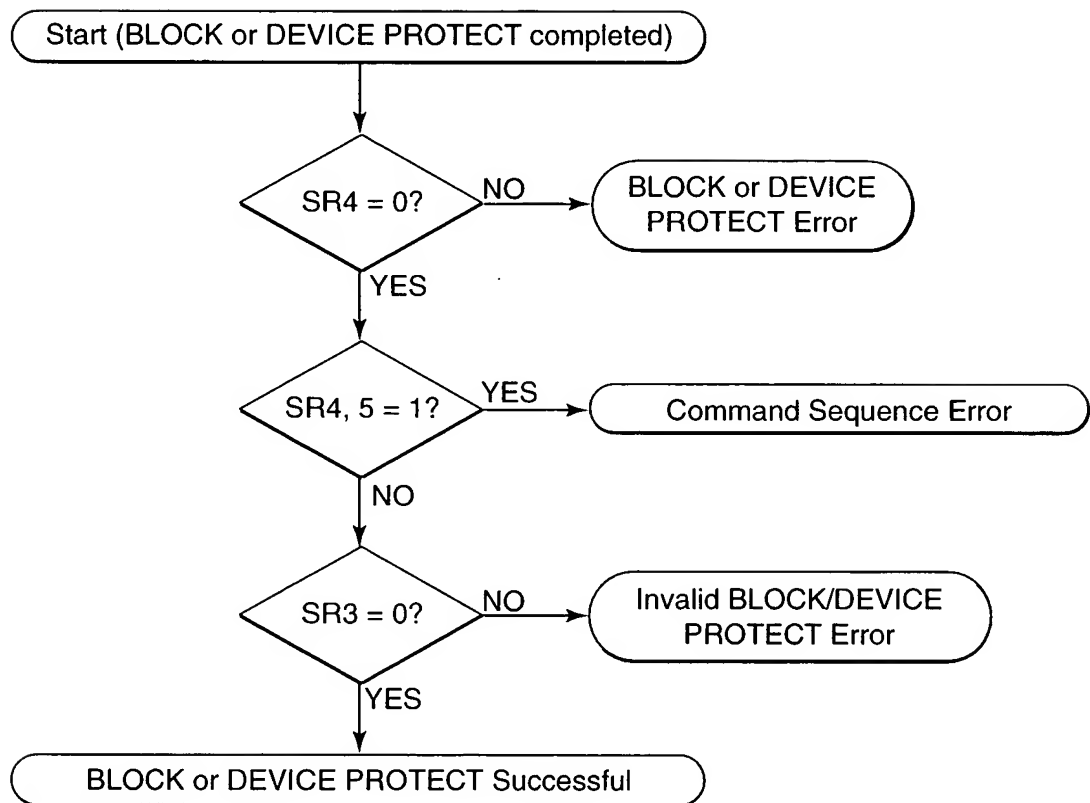 Start (BLOCK or DEVICE PROTECT completed)
SR4 = 0?
NO
BLOCK or DEVICE
PROTECT Error
YES
SR4, 5 = 1?
YES
Command Sequence Error
NO
SR3 = 0?
NO
Invalid BLOCK/DEVICE
PROTECT Error
YES
BLOCK or DEVICE PROTECT Successful